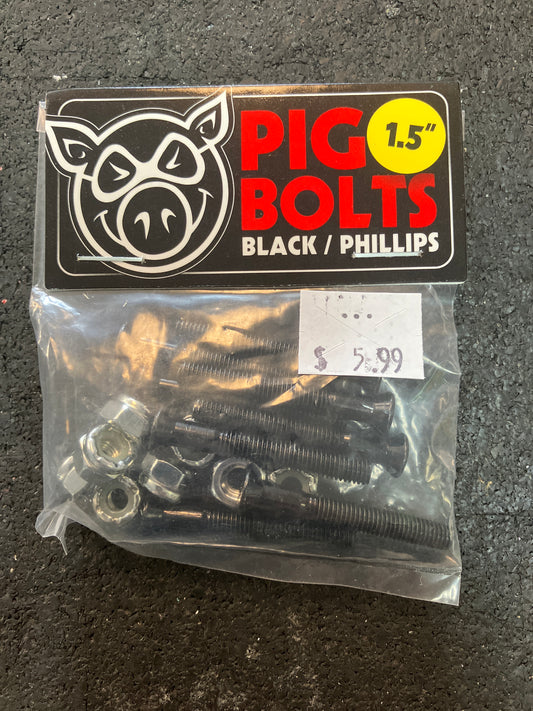 PIG
1.5"
BOLTS
BLACK / PHILLIPS
$ 5.99